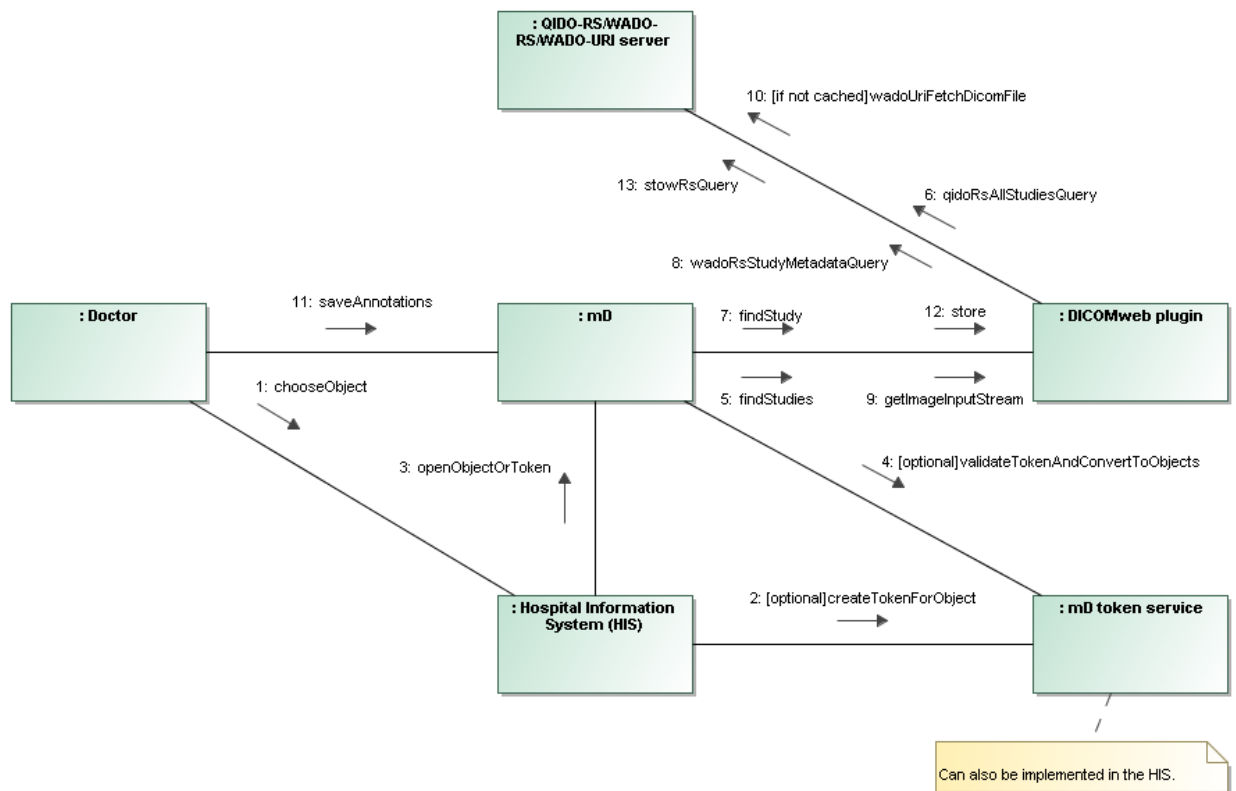 : QIDO-RS/WADO-
RS/WADO-URI server
10: [if not cached]wadoUriFetchDicomFile
13: stowRsQuery
6: qidoRsAllStudiesQuery
8: wadoRsStudyMetadataQuery
: Doctor
11: saveAnnotations
: mD
7: findStudy
12: store
: DICOMweb plugin
1: chooseObject
5: findStudies
9: getImageInputStream
3: openObjectOrToken
4: [optional]validateTokenAndConvertToObjects
: Hospital Information
System (HIS)
2: [optional]createTokenForObject
: mD token service
Can also be implemented in the HIS.